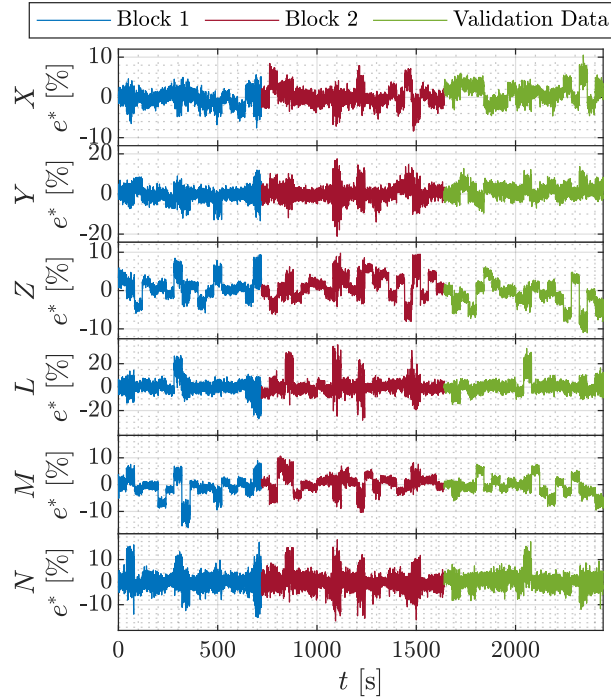 Block 1 Block 2 Validation Data
X e* [%] 10 0 -10
Y e* [%] 20 0 -20
Z e* [%] 10 0 -10
L e* [%] 20 0 -20
M e* [%] 10 0 -10
N e* [%] 10 0 -10
0 500 1000 1500 2000
t [s]